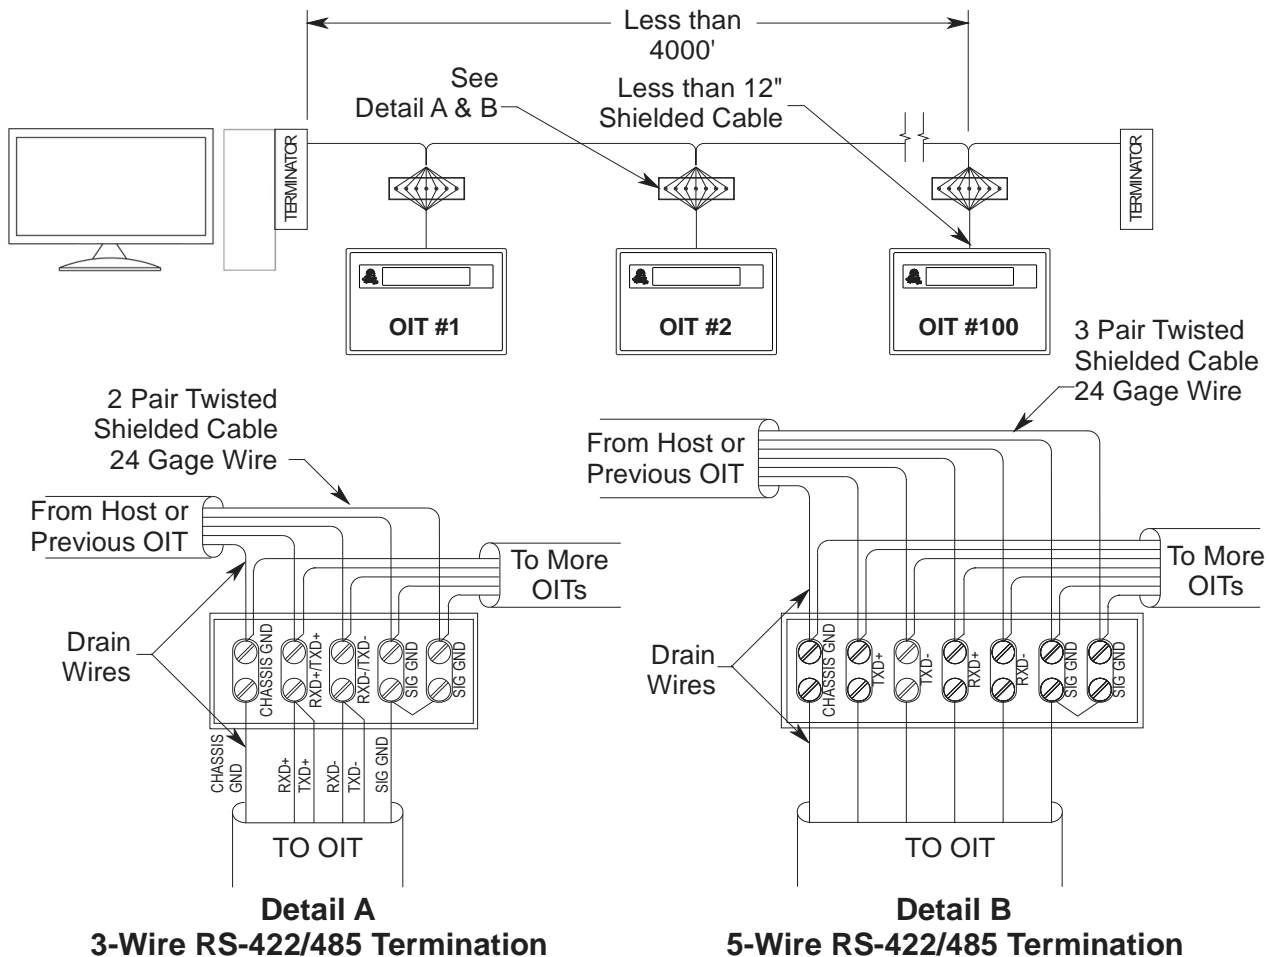 Less than
4000'
See
Detail A & B
Less than 12"
Shielded Cable
TERMINATOR
TERMINATOR
OIT #1
OIT #2
OIT #100
3 Pair Twisted
Shielded Cable
24 Gage Wire
2 Pair Twisted
Shielded Cable
24 Gage Wire
From Host or
Previous OIT
To More
OITs
Drain
Wires
CHASSIS GND
RXD+/TXD+
RXD-/TXD-
SIG GND
SIG GND
CHASSIS
GND
RXD+
TXD+
RXD-
TXD-
SIG GND
TO OIT
Detail A
3-Wire RS-422/485 Termination
From Host or
Previous OIT
To More
OITs
Drain
Wires
CHASSIS GND
TXD+
TXD-
RXD+
RXD-
SIG GND
SIG GND
TO OIT
Detail B
5-Wire RS-422/485 Termination